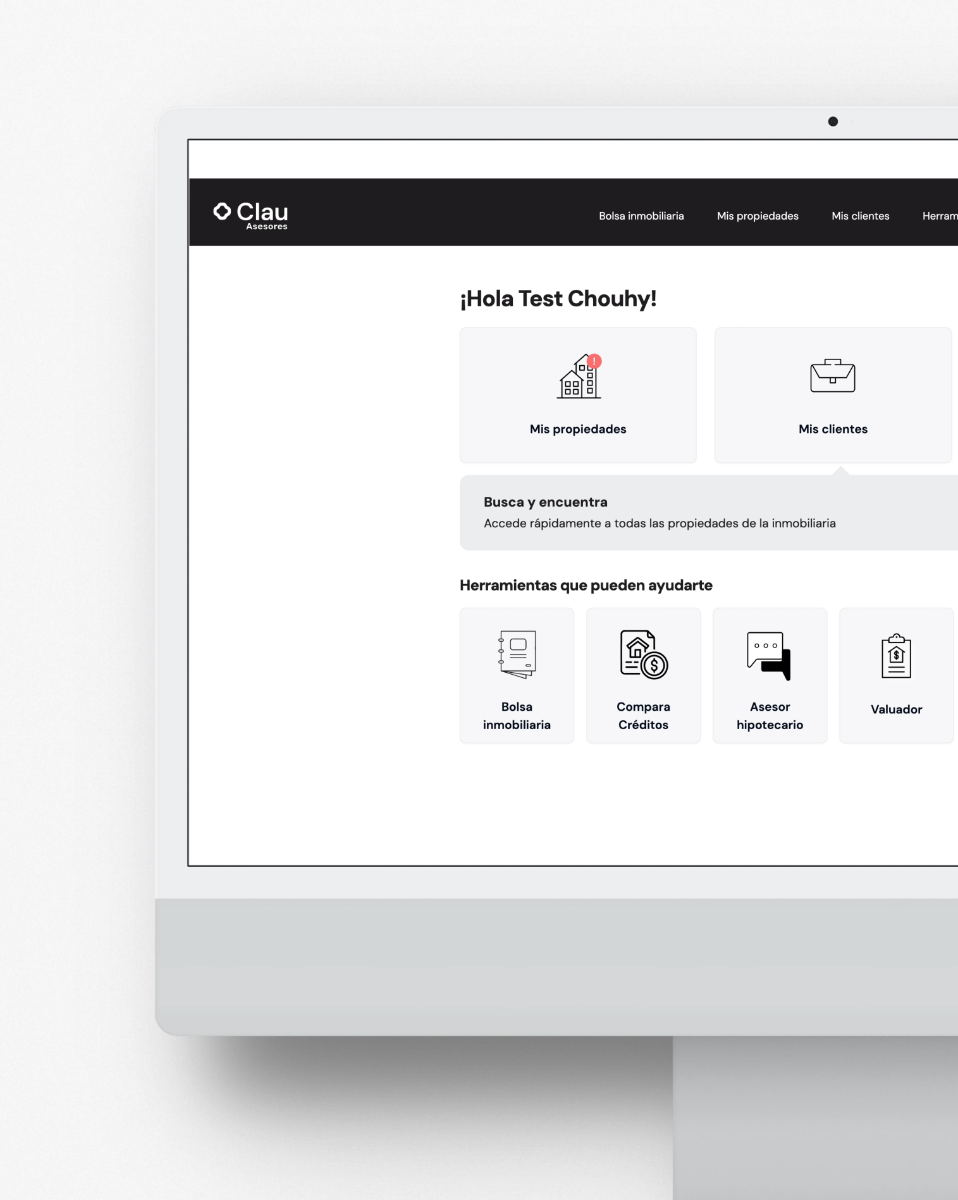 Clau
Asesores
Bolsa inmobiliaria Mis propiedades Mis clientes Herram
¡Hola Test Chouhy!
Mis propiedades Mis clientes
Busca y encuentra
Accede rápidamente a todas las propiedades de la inmobiliaria
Herramientas que pueden ayudarte
Bolsa
inmobiliaria
Compara
Créditos
Asesor
hipotecario
Valuador